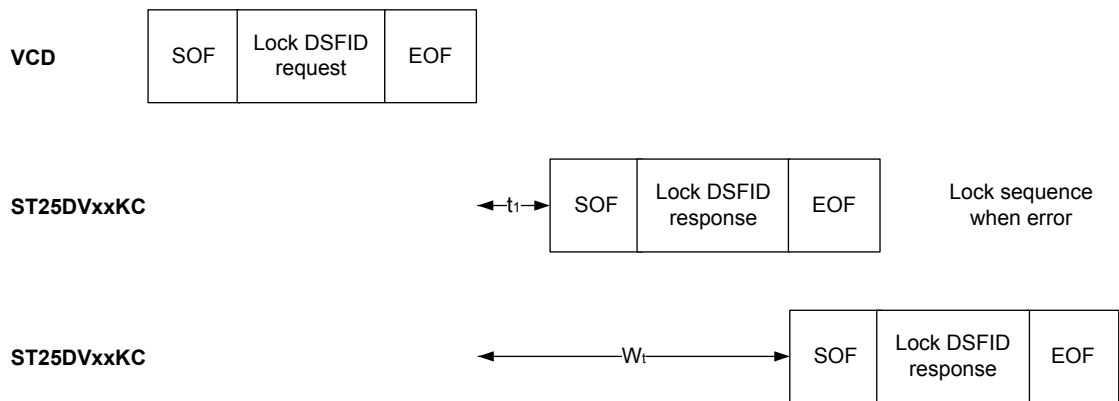 VCD
SOF
Lock DSFID
request
EOF
ST25DVxxKC
t1
SOF
Lock DSFID
response
EOF
Lock sequence
when error
ST25DVxxKC
Wt
SOF
Lock DSFID
response
EOF